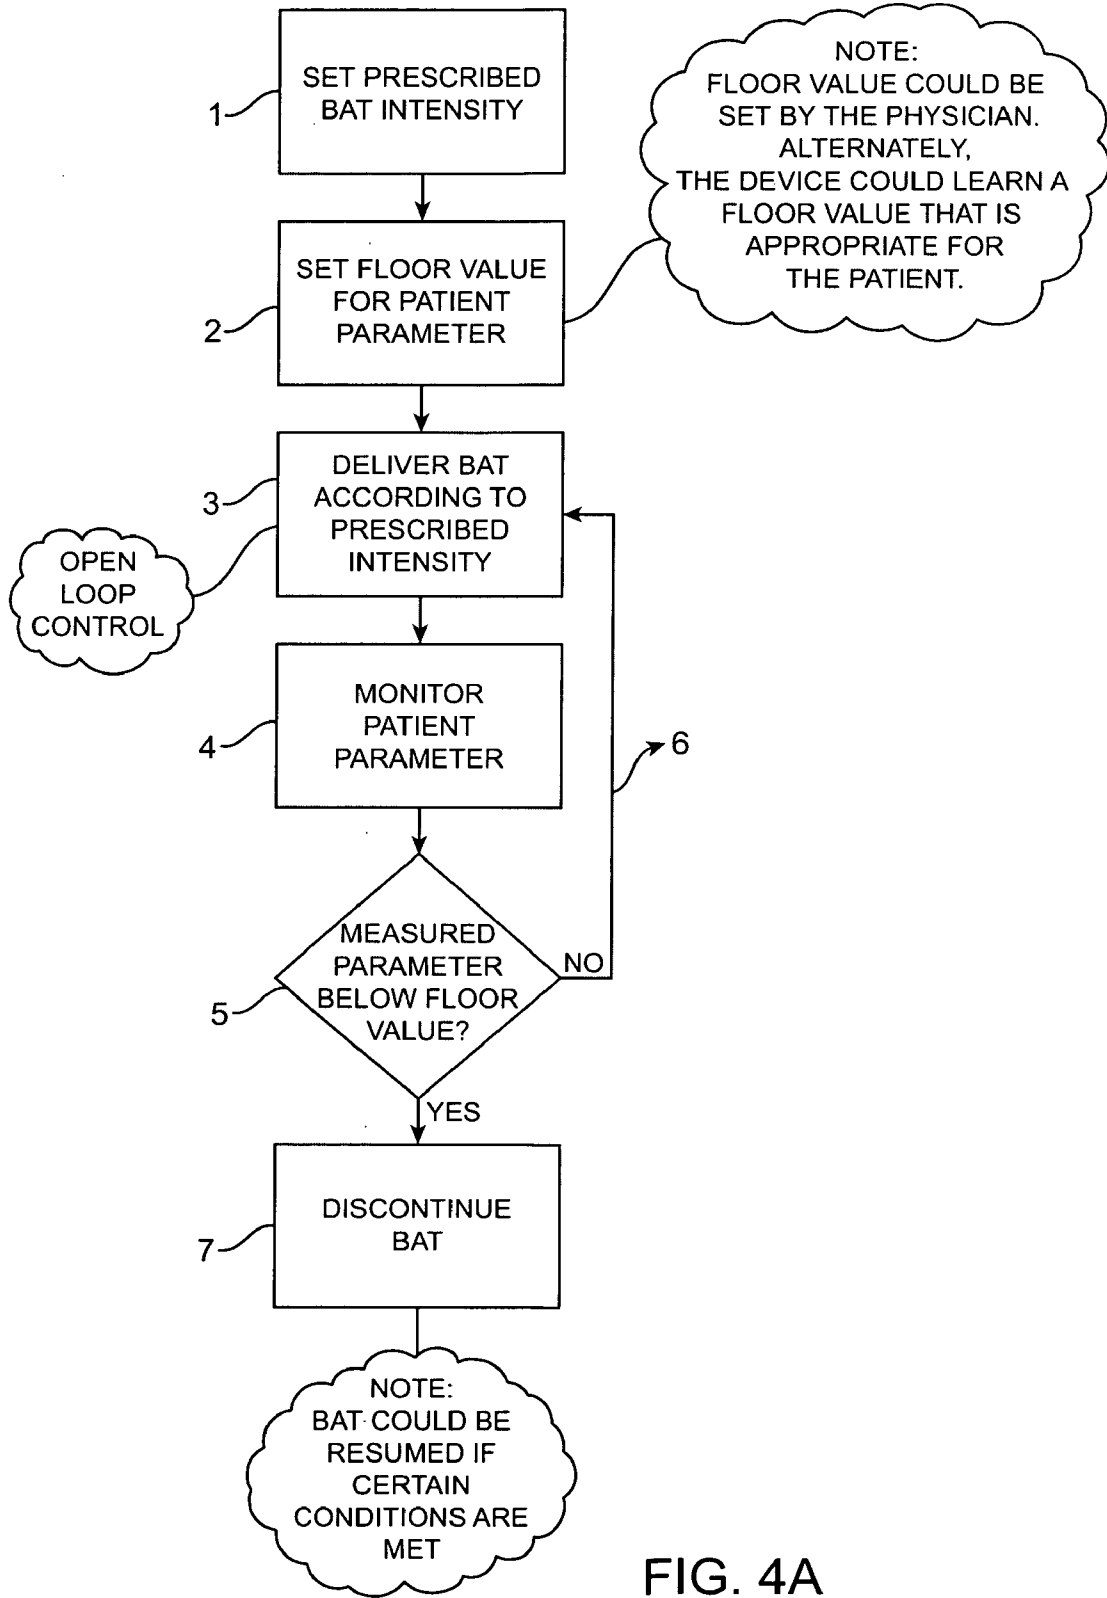 1
SET PRESCRIBED
BAT INTENSITY
NOTE:
FLOOR VALUE COULD BE
SET BY THE PHYSICIAN.
ALTERNATELY,
THE DEVICE COULD LEARN A
FLOOR VALUE THAT IS
APPROPRIATE FOR
THE PATIENT.
2
SET FLOOR VALUE
FOR PATIENT
PARAMETER
3
DELIVER BAT
ACCORDING TO
PRESCRIBED
INTENSITY
OPEN
LOOP
CONTROL
4
MONITOR
PATIENT
PARAMETER
6
5
MEASURED
PARAMETER
BELOW FLOOR
VALUE?
NO
YES
7
DISCONTINUE
BAT
NOTE:
BAT COULD BE
RESUMED IF
CERTAIN
CONDITIONS ARE
MET
FIG. 4A